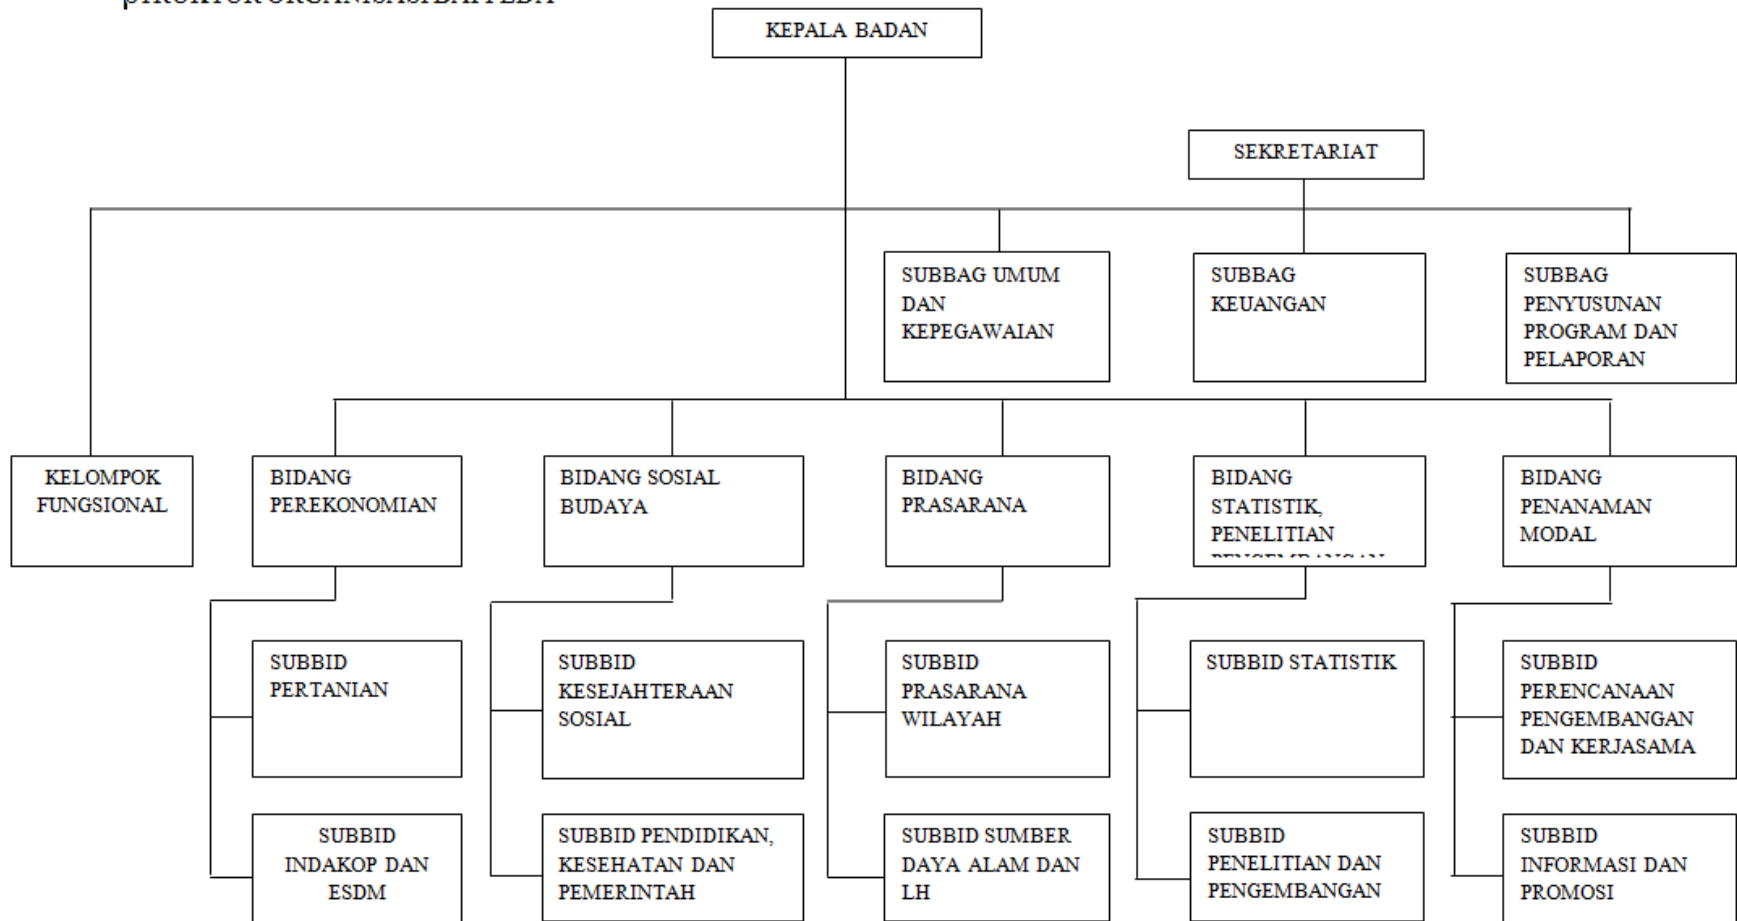 KEPALA BADAN
SEKRETARIAT
SUBBAG UMUM
DAN
KEPEGAWAIAN
SUBBAG
KEUANGAN
SUBBAG
PENYUSUNAN
PROGRAM DAN
PELAPORAN
KELOMPOK
FUNGSIONAL
BIDANG
PEREKONOMIAN
BIDANG SOSIAL
BUDAYA
BIDANG
PRASARANA
BIDANG
STATISTIK,
PENELITIAN
BIDANG
PENANAMAN
MODAL
SUBBID
PERTANIAN
SUBBID
KESEJAHTERAAN
SOSIAL
SUBBID
PRASARANA
WILAYAH
SUBBID STATISTIK
SUBBID
PERENCANAAN
PENGEMBANGAN
DAN KERJASAMA
SUBBID
INDAKOP DAN
ESDM
SUBBID PENDIDIKAN,
KESEHATAN DAN
PEMERINTAH
SUBBID SUMBER
DAYA ALAM DAN
LH
SUBBID
PENELITIAN DAN
PENGEMBANGAN
SUBBID
INFORMASI DAN
PROMOSI